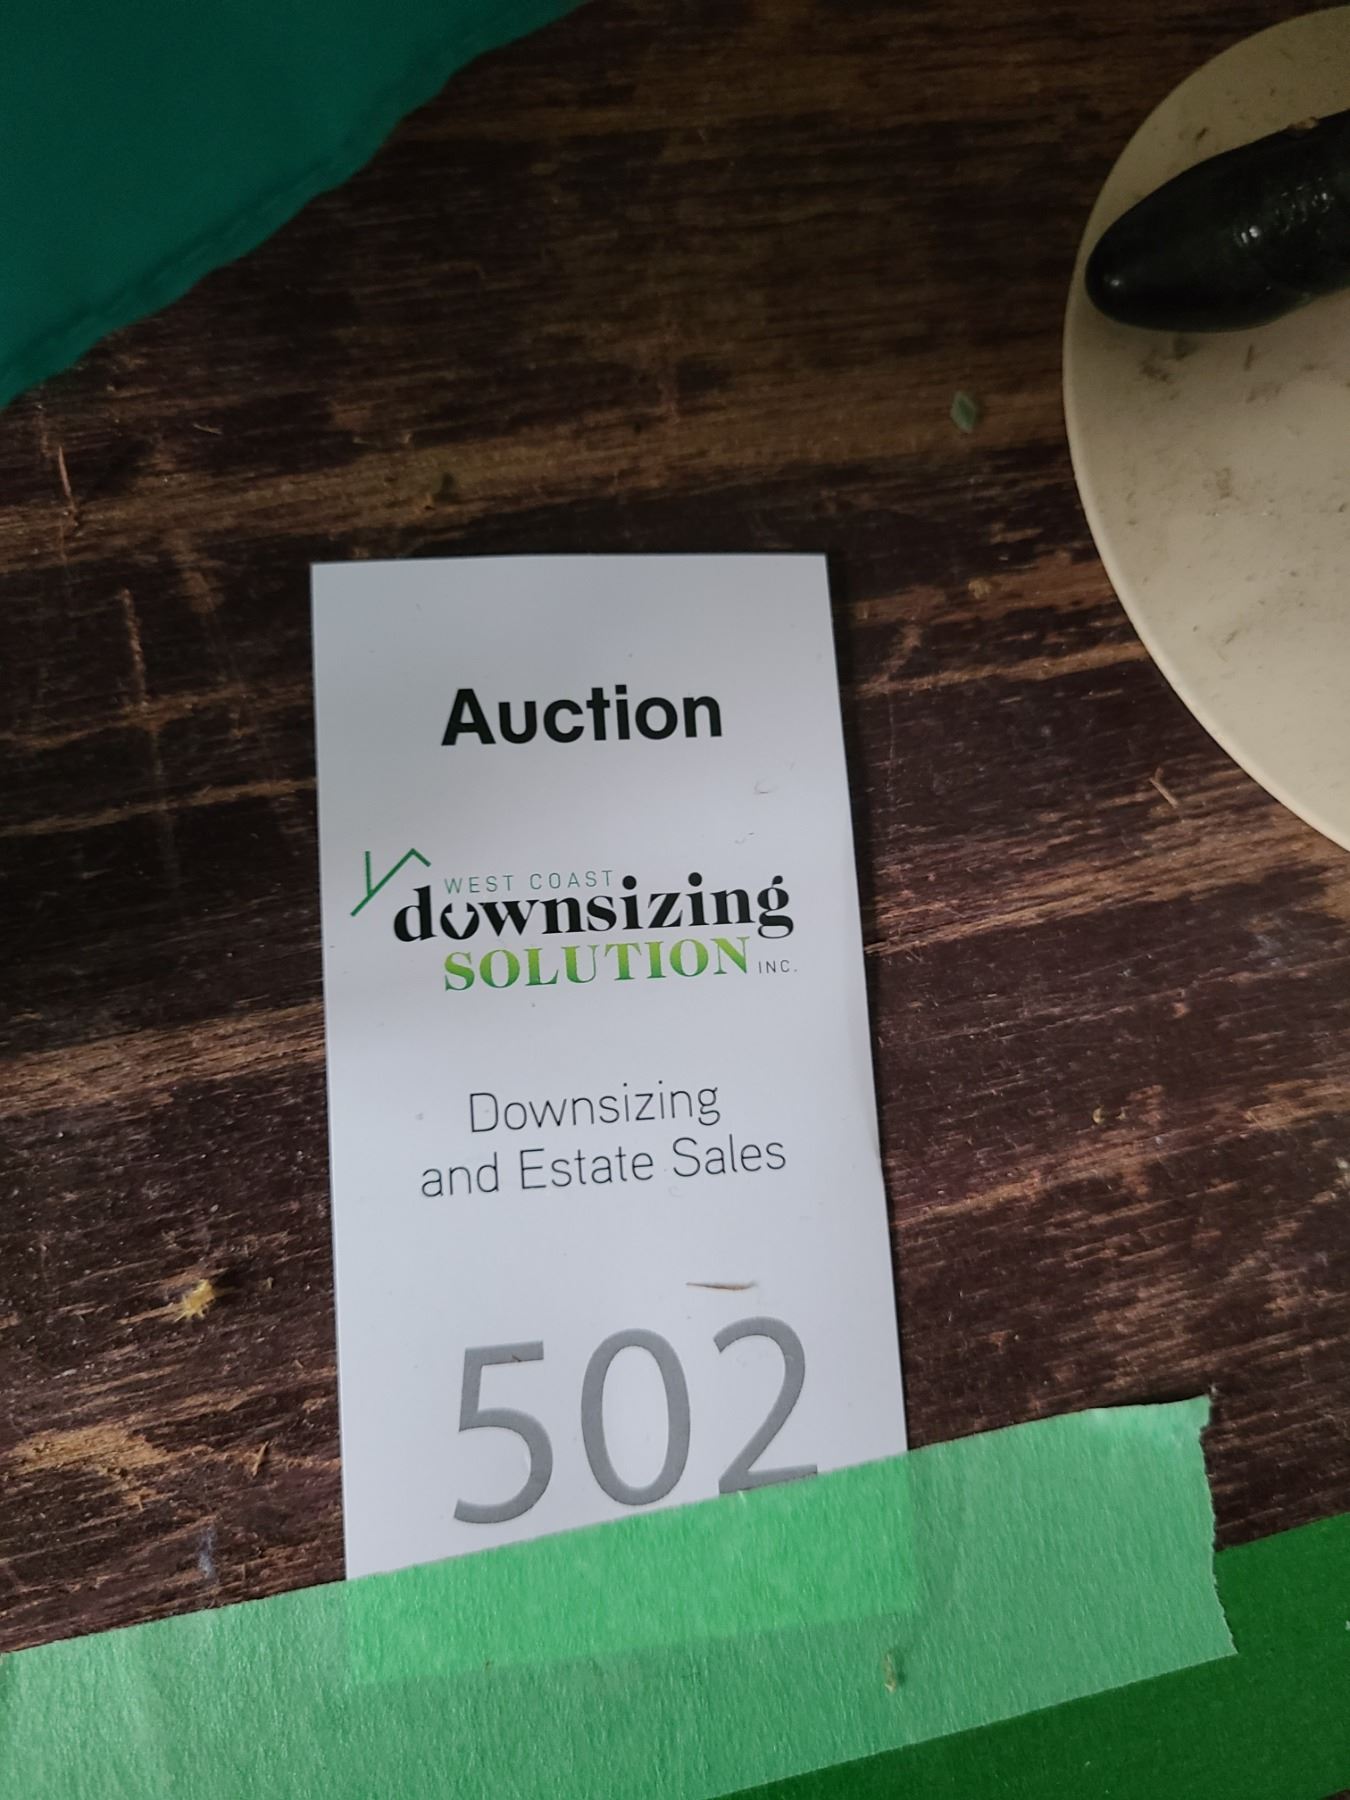 Auction
WEST COAST
downsizing
SOLUTION INC.
Downsizing
and Estate Sales
502